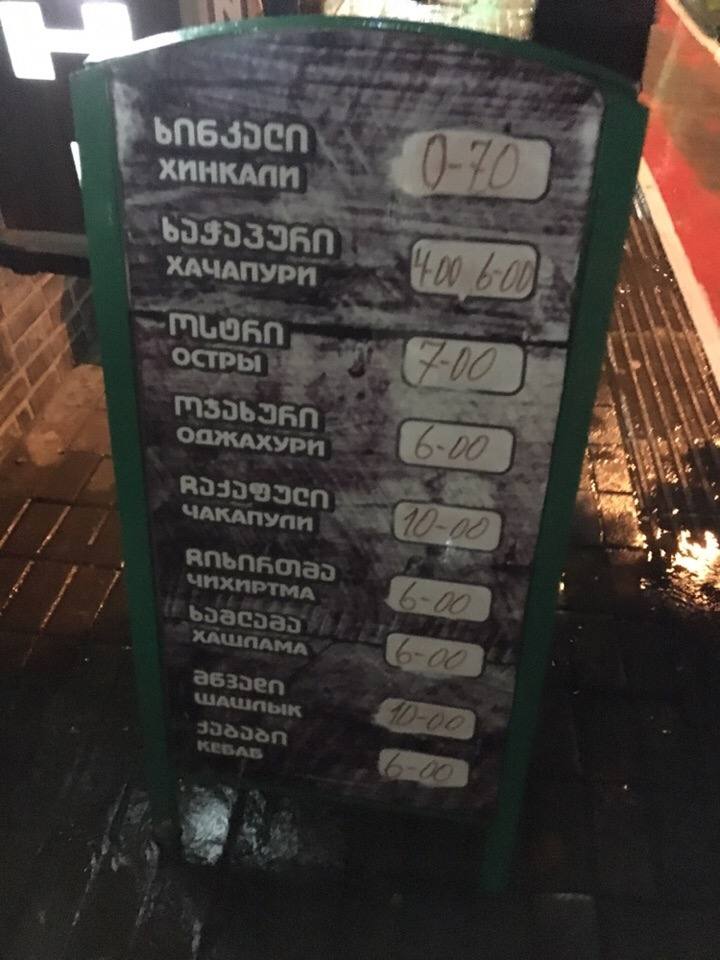 ხინკალი
ХИНКАЛИ 0-70
ხაჭაპური
ХАЧАПУРИ 4-00 6-00
ოსტრი
ОСТРЫ 7-00
ოჯახური
ОДЖАХУРИ 6-00
ჩაქაფული
ЧАКАПУЛИ 10-00
ჩიხირთმა
ЧИХИРТМА 6-00
ხაშლამა
ХАШЛАМА 6-00
მწვადი
ШАШЛЫК 10-00
ქაბაბი
КЕБАБ 6-00